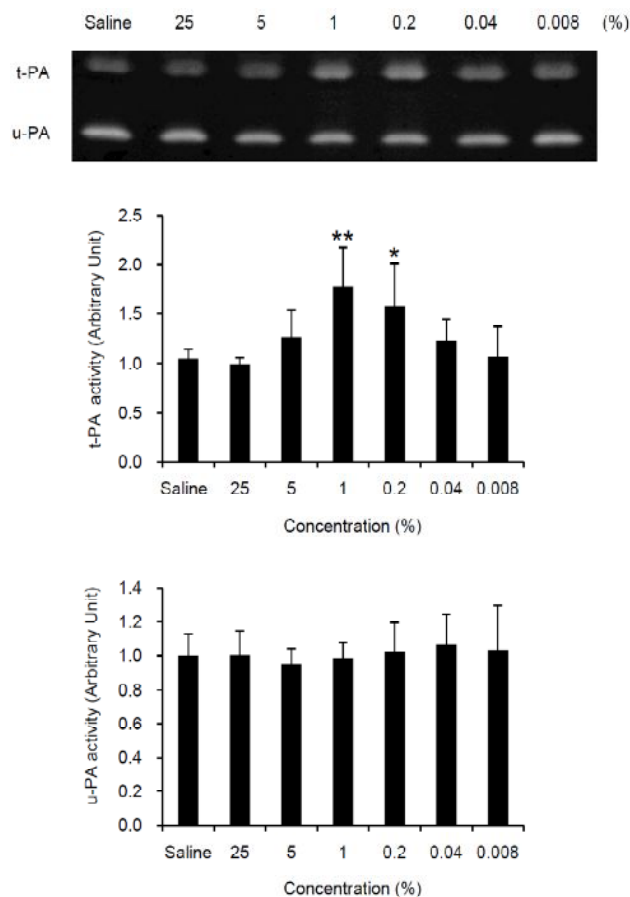 Saline 25 5 1 0.2 0.04 0.008 (%)
t-PA
u-PA
t-PA activity (Arbitrary Unit)
2.5
2.0
1.5
1.0
0.5
0.0
** *
Saline 25 5 1 0.2 0.04 0.008
Concentration (%)
u-PA activity (Arbitrary Unit)
1.4
1.2
1.0
0.8
0.6
0.4
0.2
0.0
Saline 25 5 1 0.2 0.04 0.008
Concentration (%)